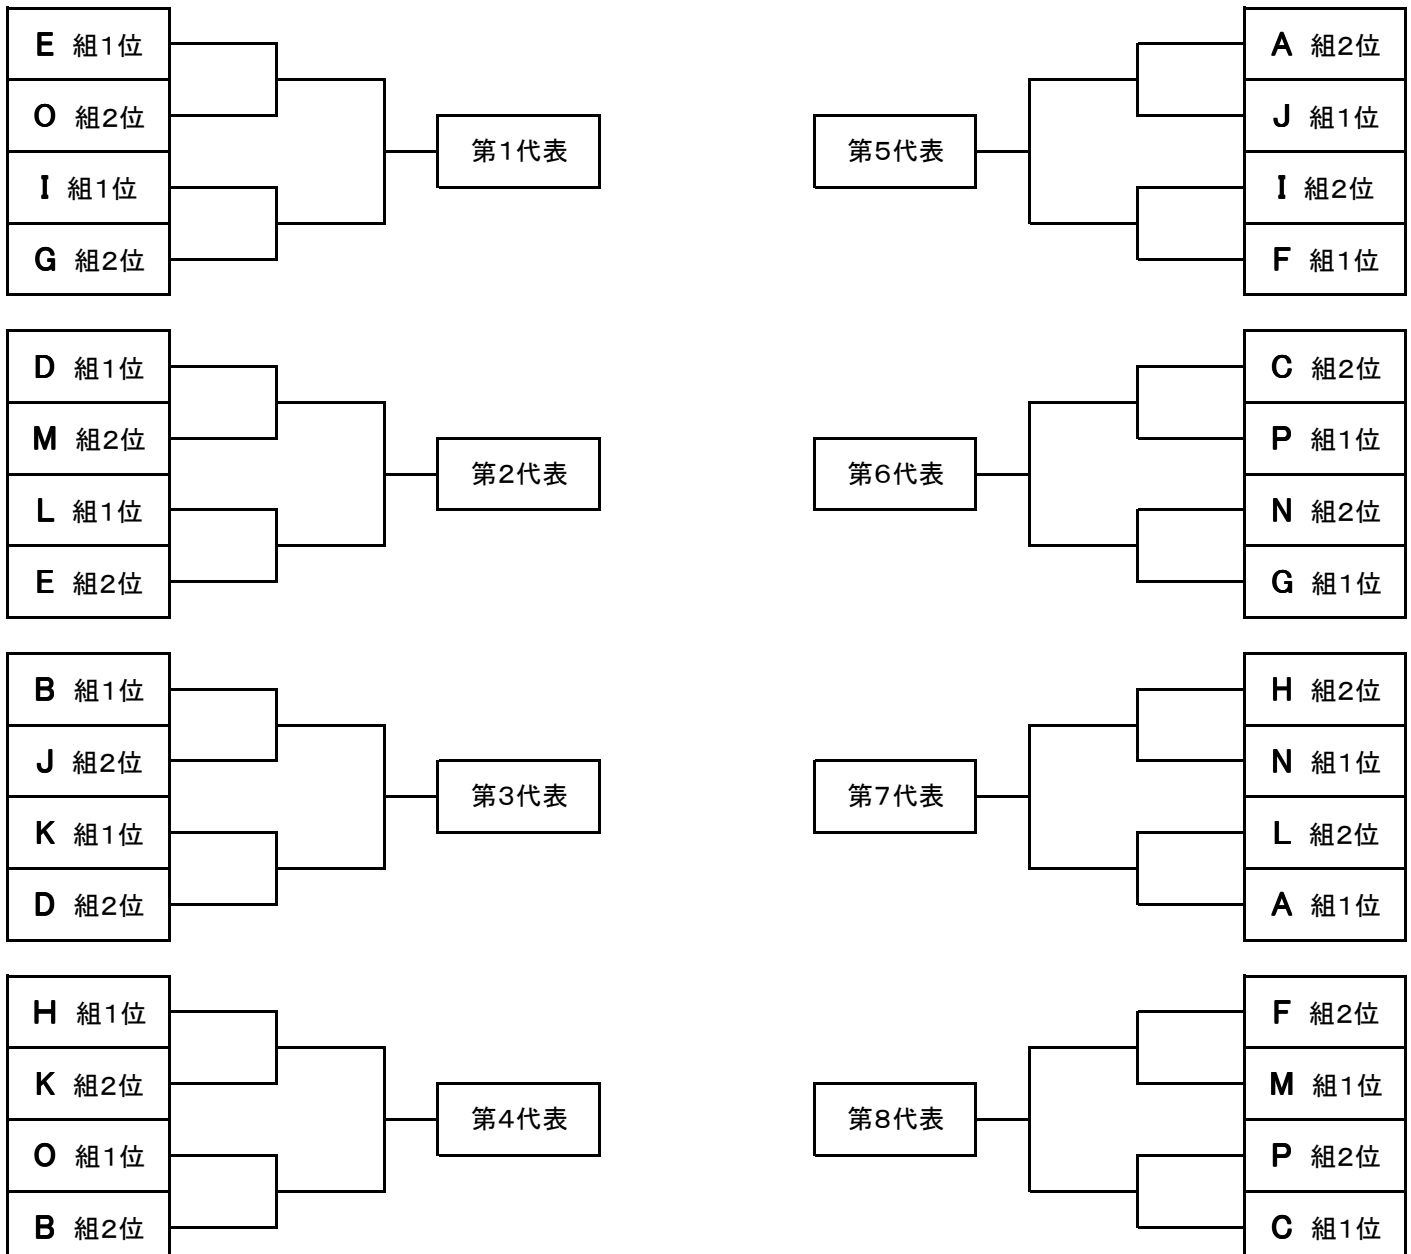 E 組1位
O 組2位
I 組1位
G 組2位
第1代表
D 組1位
M 組2位
L 組1位
E 組2位
第2代表
B 組1位
J 組2位
K 組1位
D 組2位
第3代表
H 組1位
K 組2位
O 組1位
B 組2位
第4代表
第5代表
A 組2位
J 組1位
I 組2位
F 組1位
第6代表
C 組2位
P 組1位
N 組2位
G 組1位
第7代表
H 組2位
N 組1位
L 組2位
A 組1位
第8代表
F 組2位
M 組1位
P 組2位
C 組1位